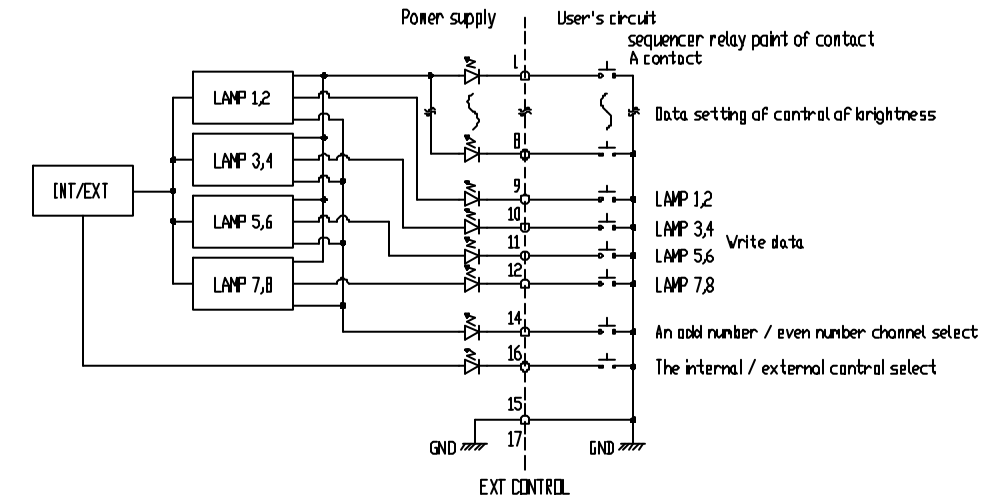 Power supply
User's circuit
sequencer relay point of contact
A contact
1
LAMP 1,2
Data setting of control of brightness
8
LAMP 3,4
INT/EXT
9
LAMP 1,2
10
LAMP 3,4
LAMP 5,6
Write data
11
LAMP 5,6
12
LAMP 7,8
LAMP 7,8
14
An odd number / even number channel select
16
The internal / external control select
15
17
GND
GND
EXT CONTROL